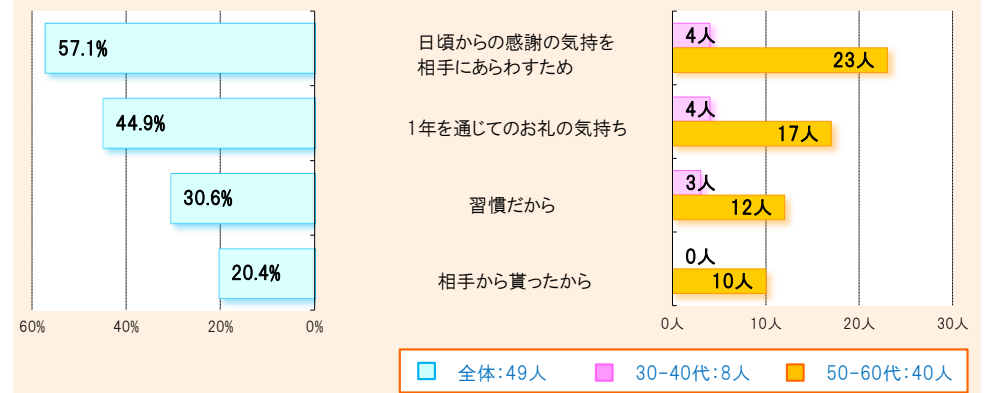 57.1%
日頃からの感謝の気持を
相手にあらわすため
4人
23人
44.9%
1年を通じてのお礼の気持ち
4人
17人
30.6%
習慣だから
3人
12人
20.4%
相手から貰ったから
0人
10人
60%
40%
20%
0%
0人
10人
20人
30人
全体:49人
30-40代:8人
50-60代:40人